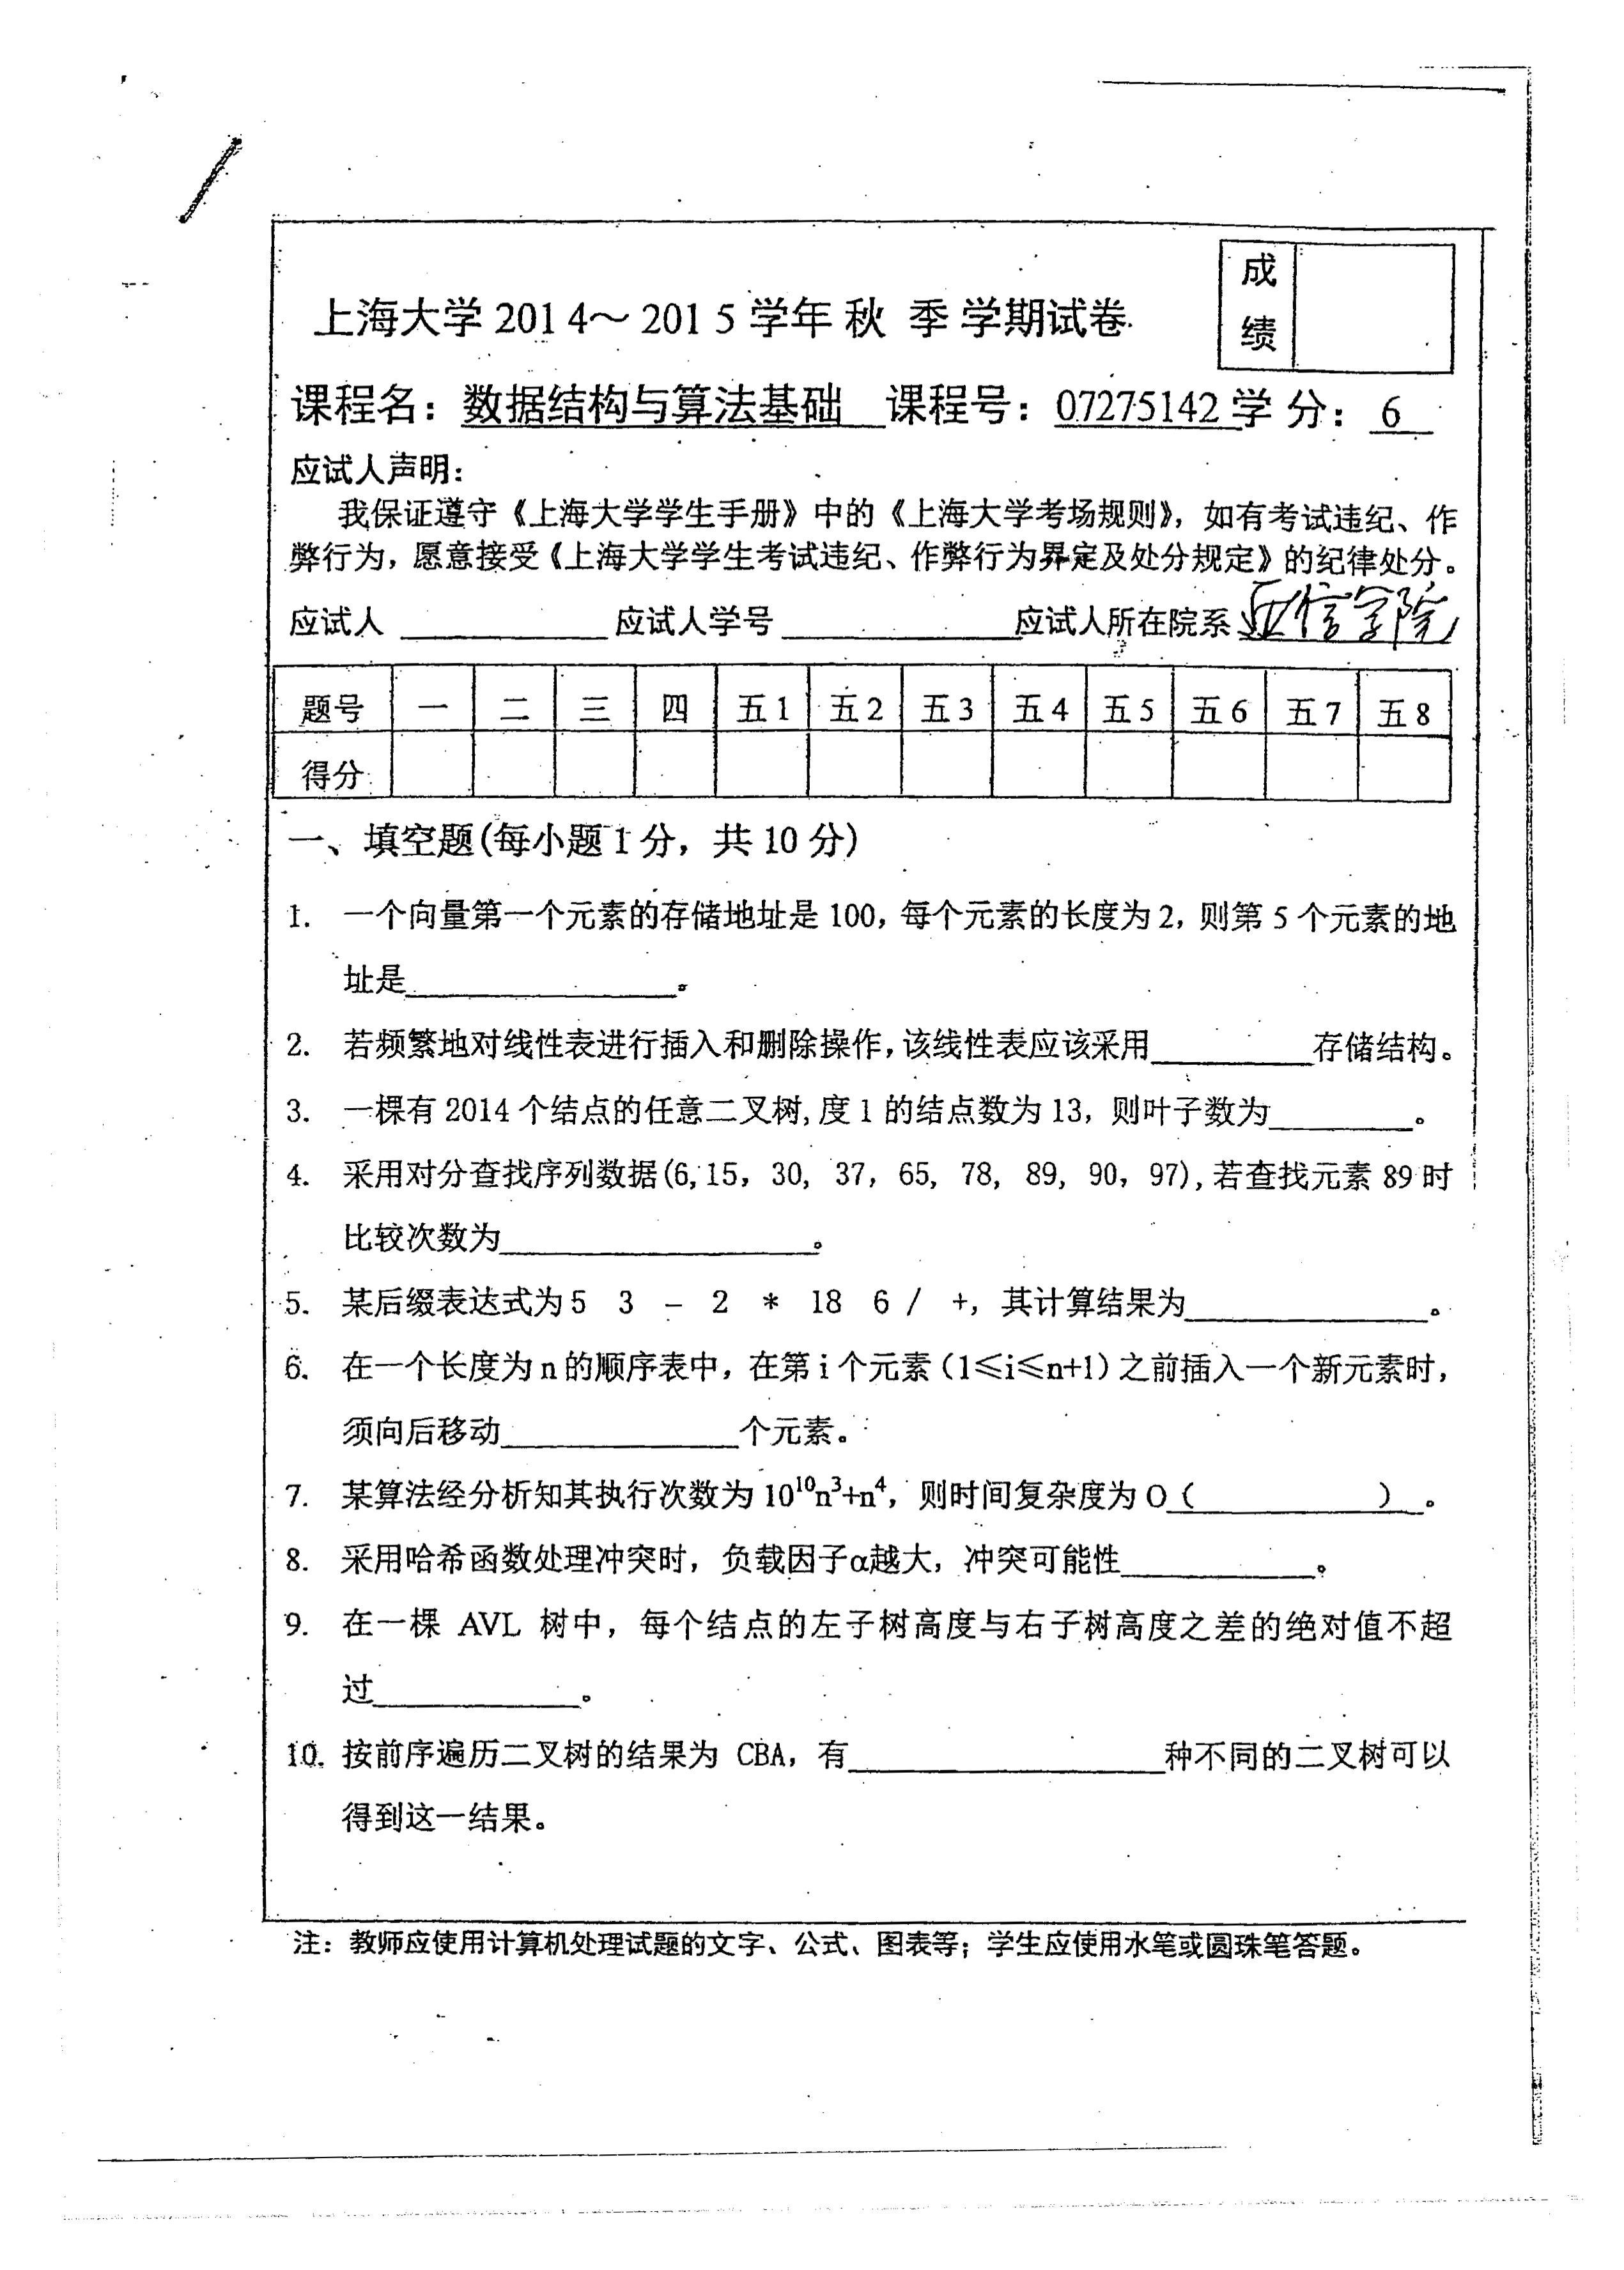 成
绩
上海大学 2014～2015 学年 秋 季 学期试卷
课程名：数据结构与算法基础 课程号：07275142 学 分：6
应试人声明：
我保证遵守《上海大学学生手册》中的《上海大学考场规则》，如有考试违纪、作
弊行为，愿意接受《上海大学学生考试违纪、作弊行为界定及处分规定》的纪律处分。
应试人 __________ 应试人学号 __________ 应试人所在院系 信学院
题号 一 二 三 四 五1 五2 五3 五4 五5 五6 五7 五8
得分
一、填空题(每小题1分，共10分)
1. 一个向量第一个元素的存储地址是 100，每个元素的长度为 2，则第 5 个元素的地
址是__________。
2. 若频繁地对线性表进行插入和删除操作，该线性表应该采用__________存储结构。
3. 一棵有 2014 个结点的任意二叉树，度 1 的结点数为 13，则叶子数为__________。
4. 采用对分查找序列数据(6,15，30，37，65，78，89，90，97)，若查找元素 89 时
比较次数为__________。
5. 某后缀表达式为 5 3 － 2 * 18 6 / +，其计算结果为__________。
6. 在一个长度为 n 的顺序表中，在第 i 个元素（1≤i≤n+1）之前插入一个新元素时，
须向后移动__________个元素。
7. 某算法经分析知其执行次数为 10¹⁰n³+n⁴，则时间复杂度为 O（          ）。
8. 采用哈希函数处理冲突时，负载因子α越大，冲突可能性__________。
9. 在一棵 AVL 树中，每个结点的左子树高度与右子树高度之差的绝对值不超
过__________。
10. 按前序遍历二叉树的结果为 CBA，有__________种不同的二叉树可以
得到这一结果。
注：教师应使用计算机处理试题的文字、公式、图表等；学生应使用水笔或圆珠笔答题。